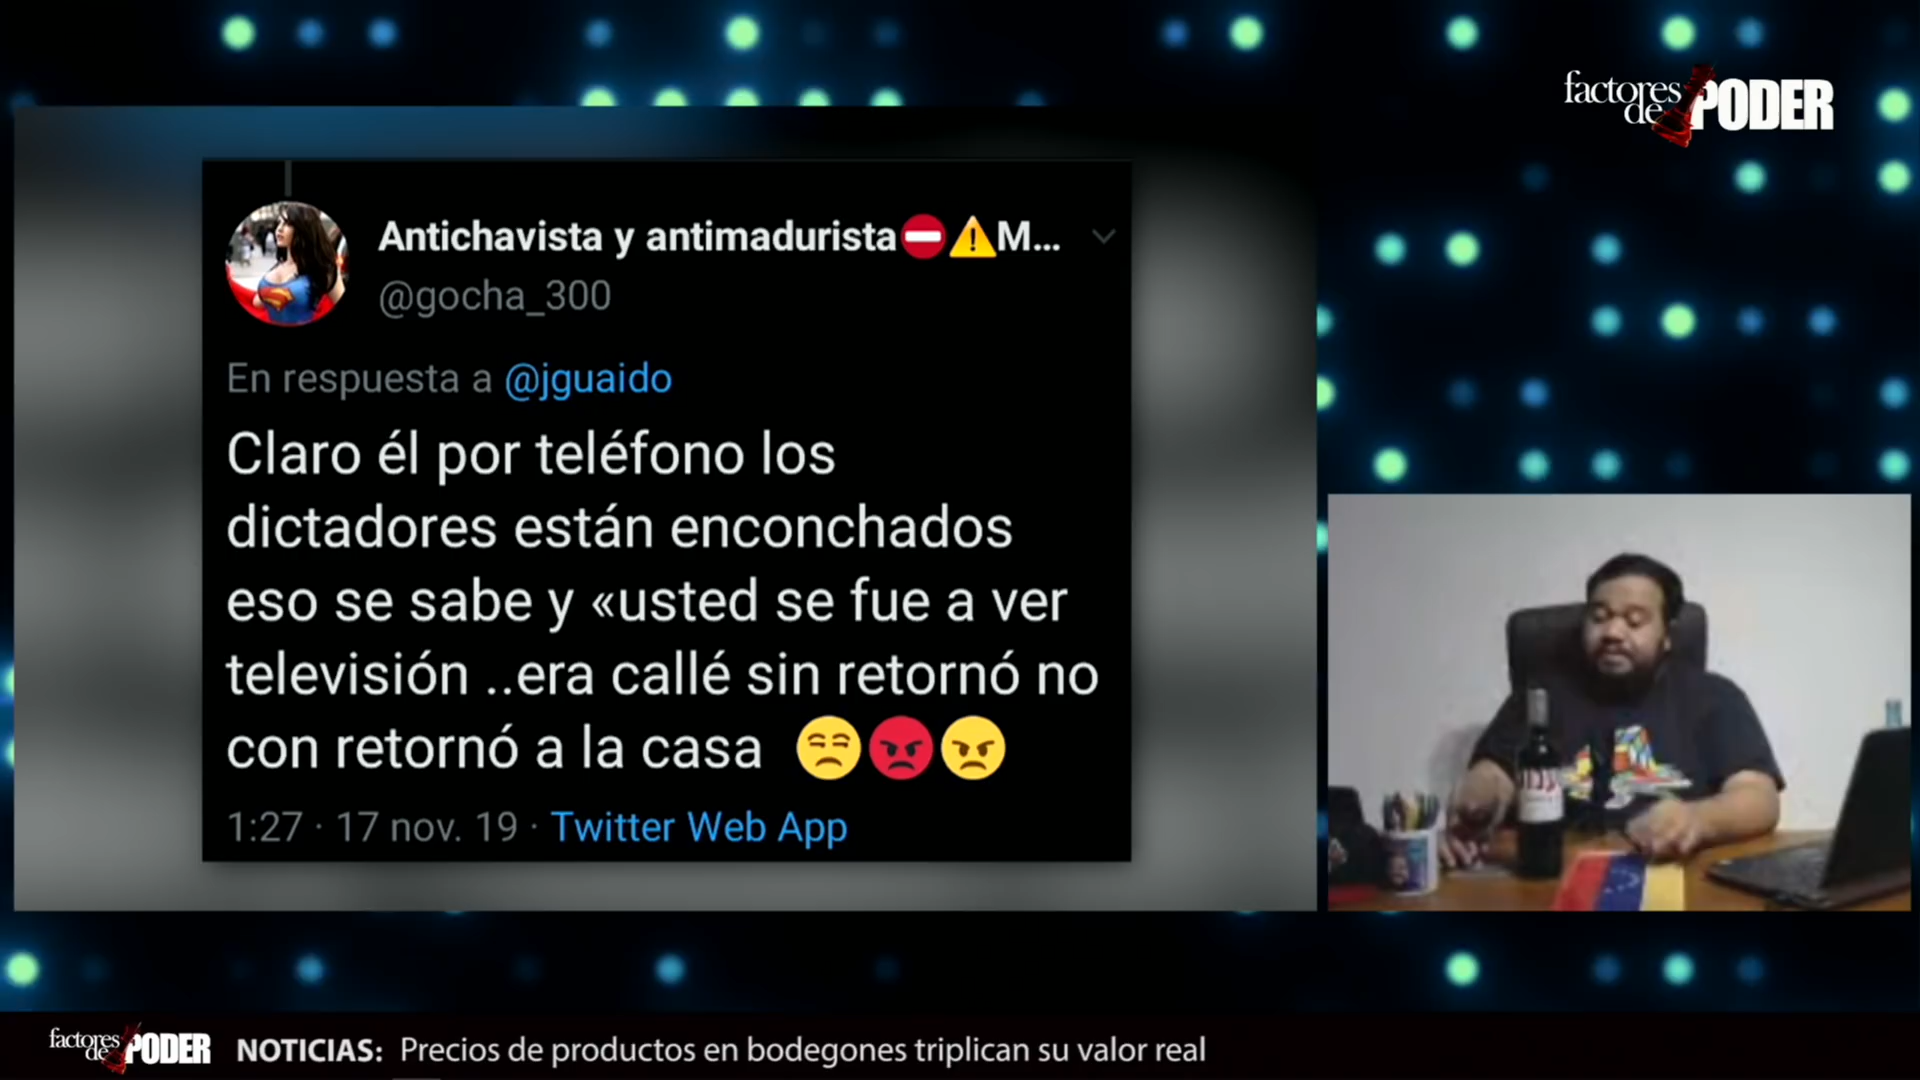 factores
de PODER
Antichavista y antimadurista⛔⚠️M...
@gocha_300
En respuesta a @jguaido
Claro él por teléfono los
dictadores están enconchados
eso se sabe y «usted se fue a ver
televisión ..era callé sin retornó no
con retornó a la casa 😒😡😠
1:27 · 17 nov. 19 · Twitter Web App
factores
de PODER NOTICIAS: Precios de productos en bodegones triplican su valor real